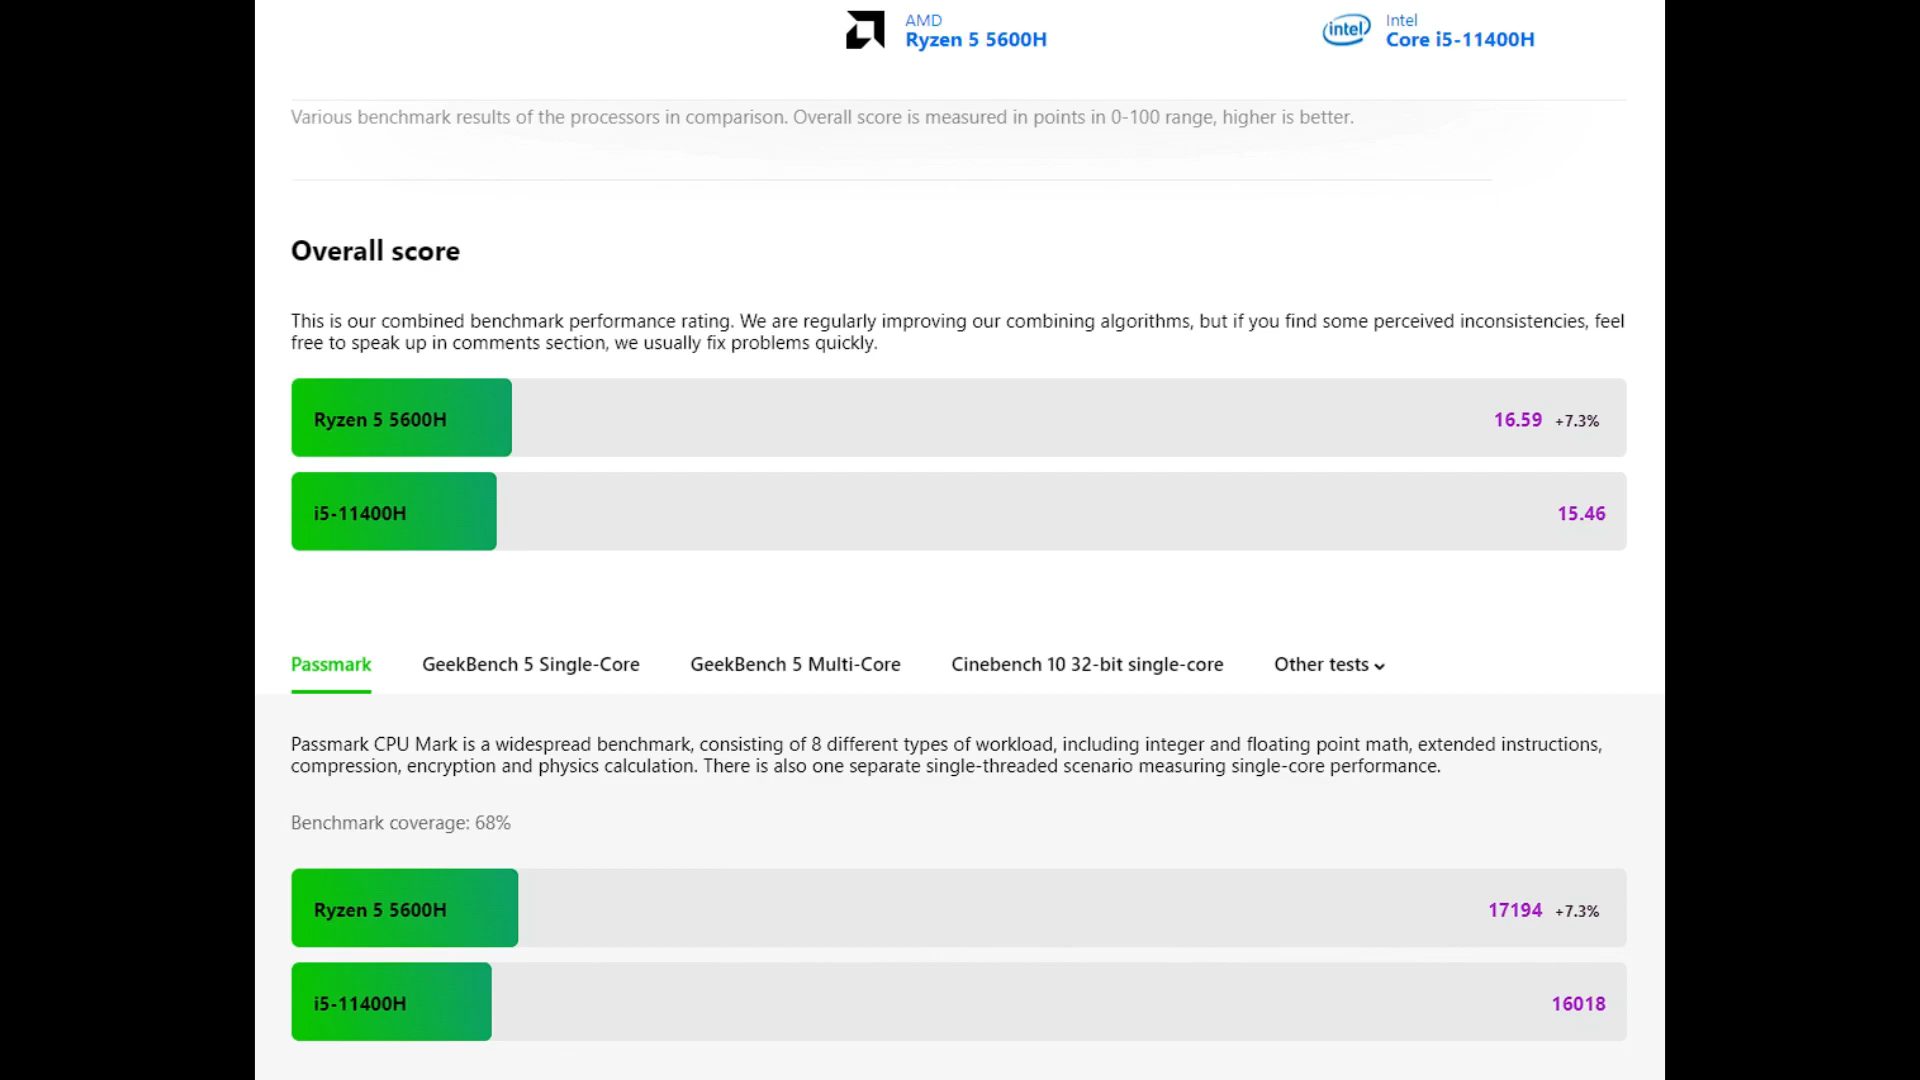 AMD
Ryzen 5 5600H
intel
Intel
Core i5-11400H
Various benchmark results of the processors in comparison. Overall score is measured in points in 0-100 range, higher is better.
Overall score
This is our combined benchmark performance rating. We are regularly improving our combining algorithms, but if you find some perceived inconsistencies, feel
free to speak up in comments section, we usually fix problems quickly.
Ryzen 5 5600H 16.59 +7.3%
i5-11400H 15.46
Passmark GeekBench 5 Single-Core GeekBench 5 Multi-Core Cinebench 10 32-bit single-core Other tests
Passmark CPU Mark is a widespread benchmark, consisting of 8 different types of workload, including integer and floating point math, extended instructions,
compression, encryption and physics calculation. There is also one separate single-threaded scenario measuring single-core performance.
Benchmark coverage: 68%
Ryzen 5 5600H 17194 +7.3%
i5-11400H 16018